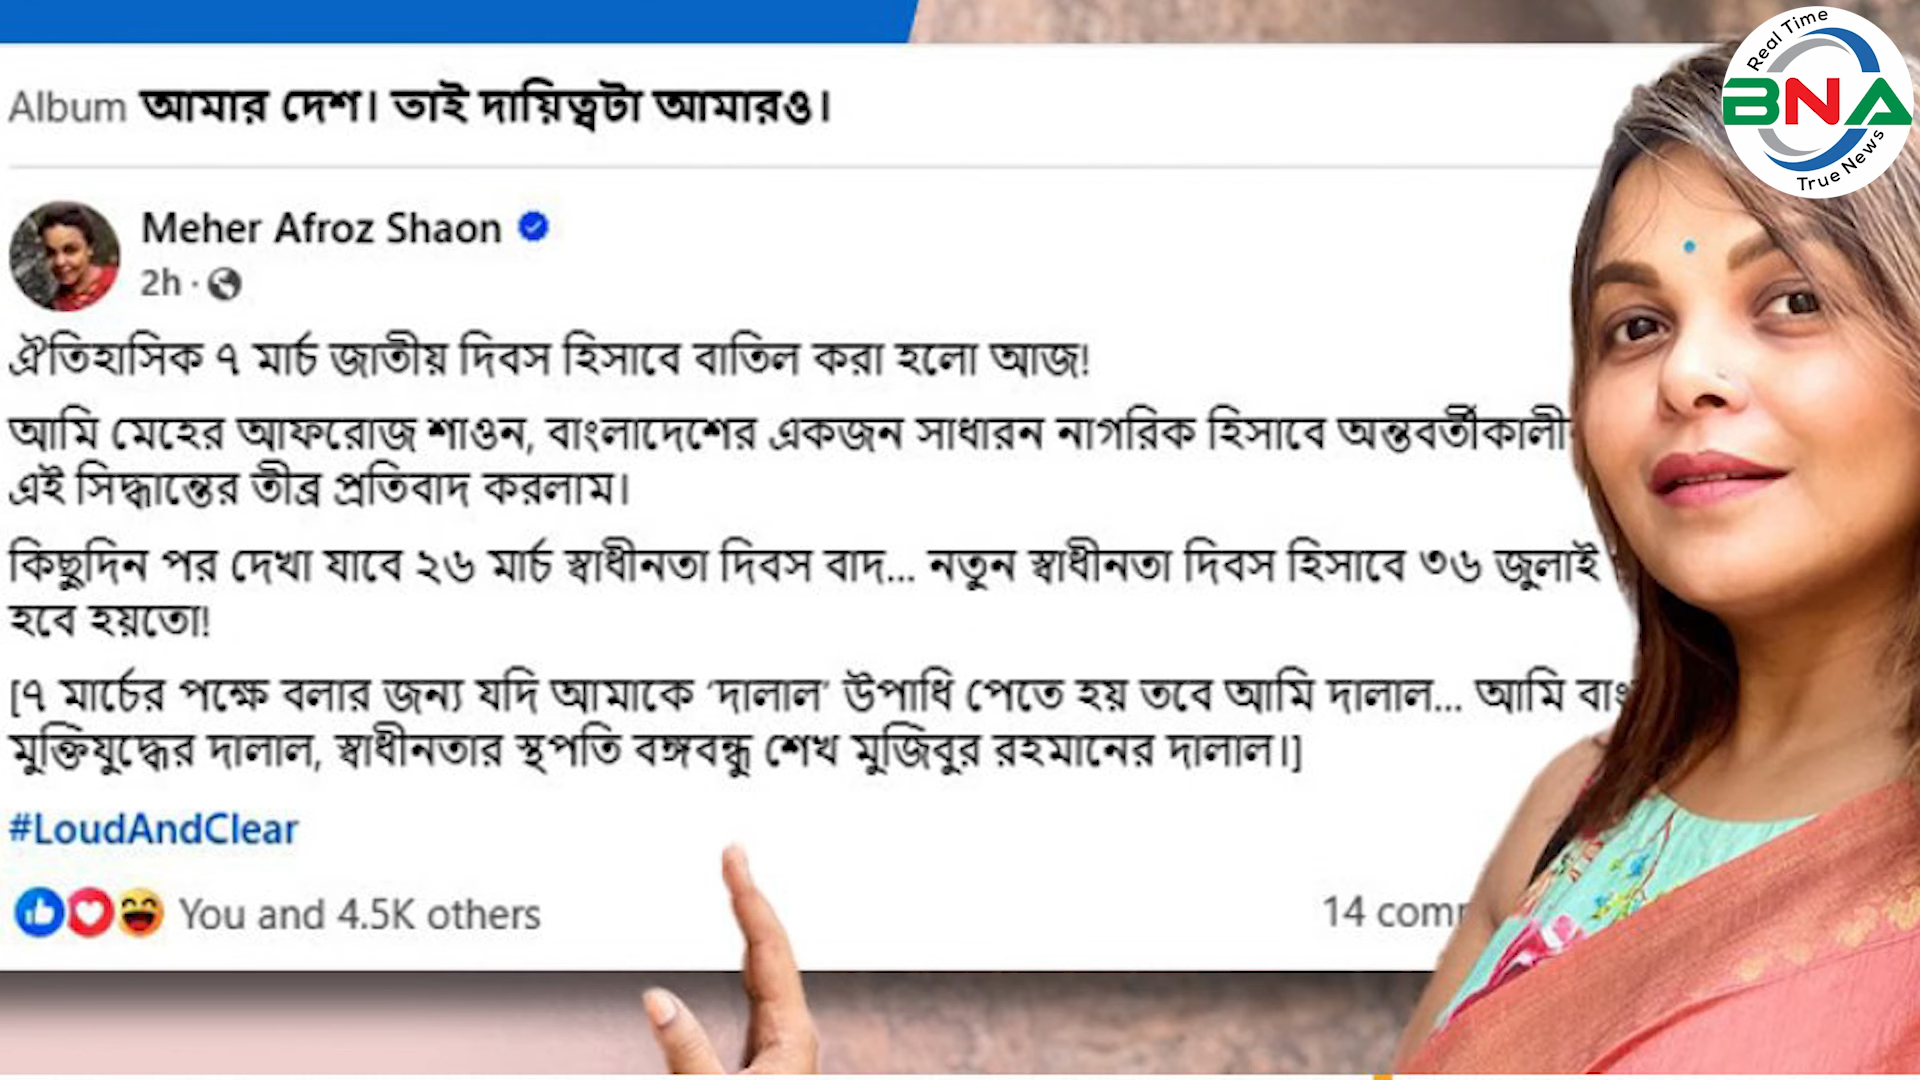 Real Time
BNA
True News
Album আমার দেশ। তাই দায়িত্বটা আমারও।
Meher Afroz Shaon
2h ·
ঐতিহাসিক ৭ মার্চ জাতীয় দিবস হিসাবে বাতিল করা হলো আজ!
আমি মেহের আফরোজ শাওন, বাংলাদেশের একজন সাধারন নাগরিক হিসাবে
এই সিদ্ধান্তের তীব্র প্রতিবাদ করলাম।
কিছুদিন পর দেখা যাবে ২৬ মার্চ স্বাধীনতা দিবস বাদ... নতুন স্বাধীনতা দিবস হিসাবে ৩৬ জুলাই
হবে হয়তো!
[৭ মার্চের পক্ষে বলার জন্য যদি আমাকে ‘দালাল’ উপাধি পেতে হয় তবে আমি দালাল... আমি
মুক্তিযুদ্ধের দালাল, স্বাধীনতার স্থপতি বঙ্গবন্ধু শেখ মুজিবুর রহমানের দালাল।]
#LoudAndClear
You and 4.5K others
14